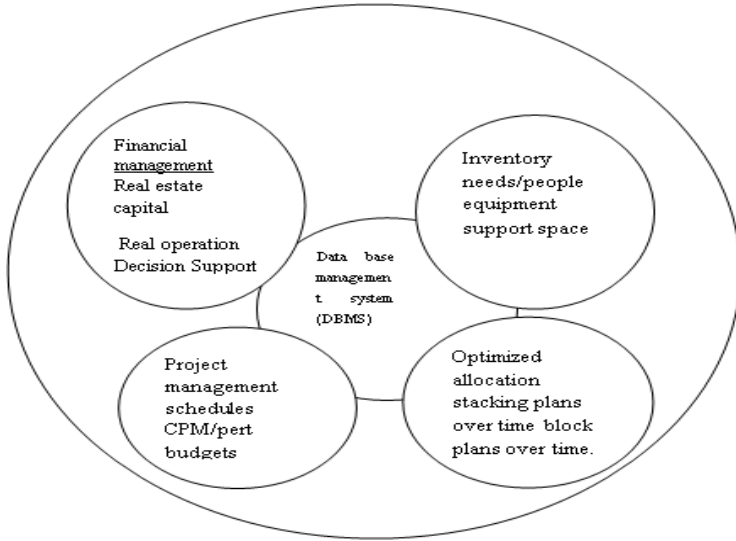 Financial
management
Real estate
capital
Real operation
Decision Support
Inventory
needs/people
equipment
support space
Data base
managemen
t system
(DBMS)
Project
management
schedules
CPM/pert
budgets
Optimized
allocation
stacking plans
over time block
plans over time.